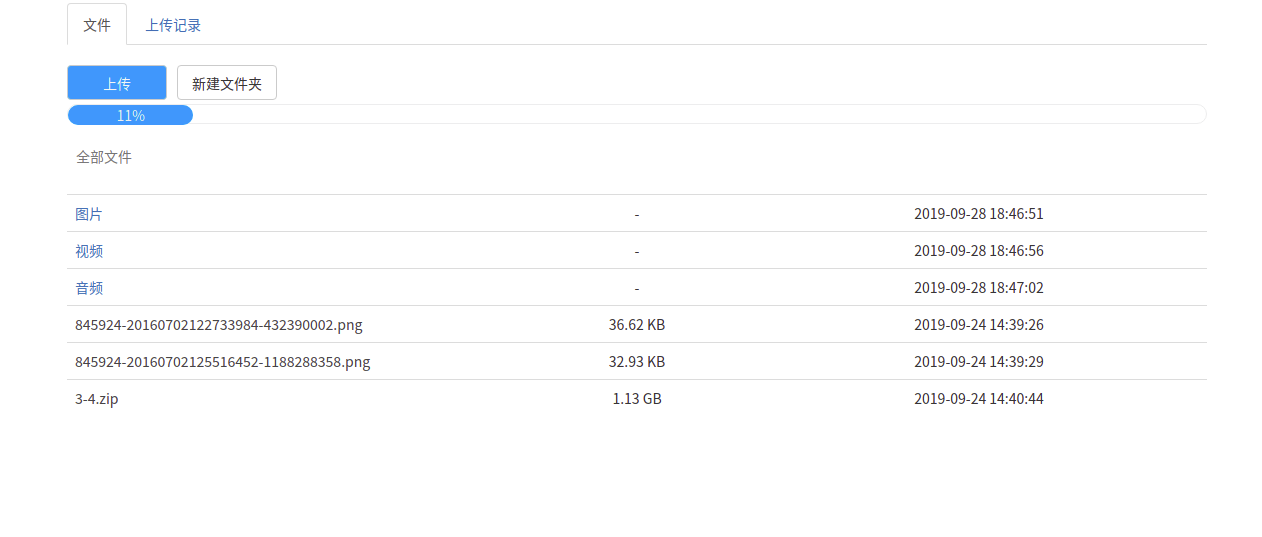 文件 上传记录
上传 新建文件夹
11%
全部文件
图片 - 2019-09-28 18:46:51
视频 - 2019-09-28 18:46:56
音频 - 2019-09-28 18:47:02
845924-20160702122733984-432390002.png 36.62 KB 2019-09-24 14:39:26
845924-20160702125516452-1188288358.png 32.93 KB 2019-09-24 14:39:29
3-4.zip 1.13 GB 2019-09-24 14:40:44